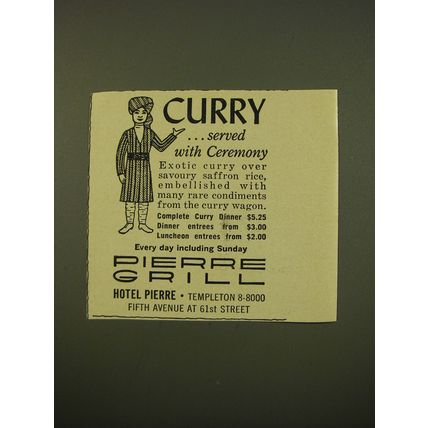 CURRY
...served
with Ceremony
Exotic curry over
savoury saffron rice,
embellished with
many rare condiments
from the curry wagon.
Complete Curry Dinner $5.25
Dinner entrees from $3.00
Luncheon entrees from $2.00
Every day including Sunday
PIERRE
GRILL
HOTEL PIERRE • TEMPLETON 8-8000
FIFTH AVENUE AT 61st STREET